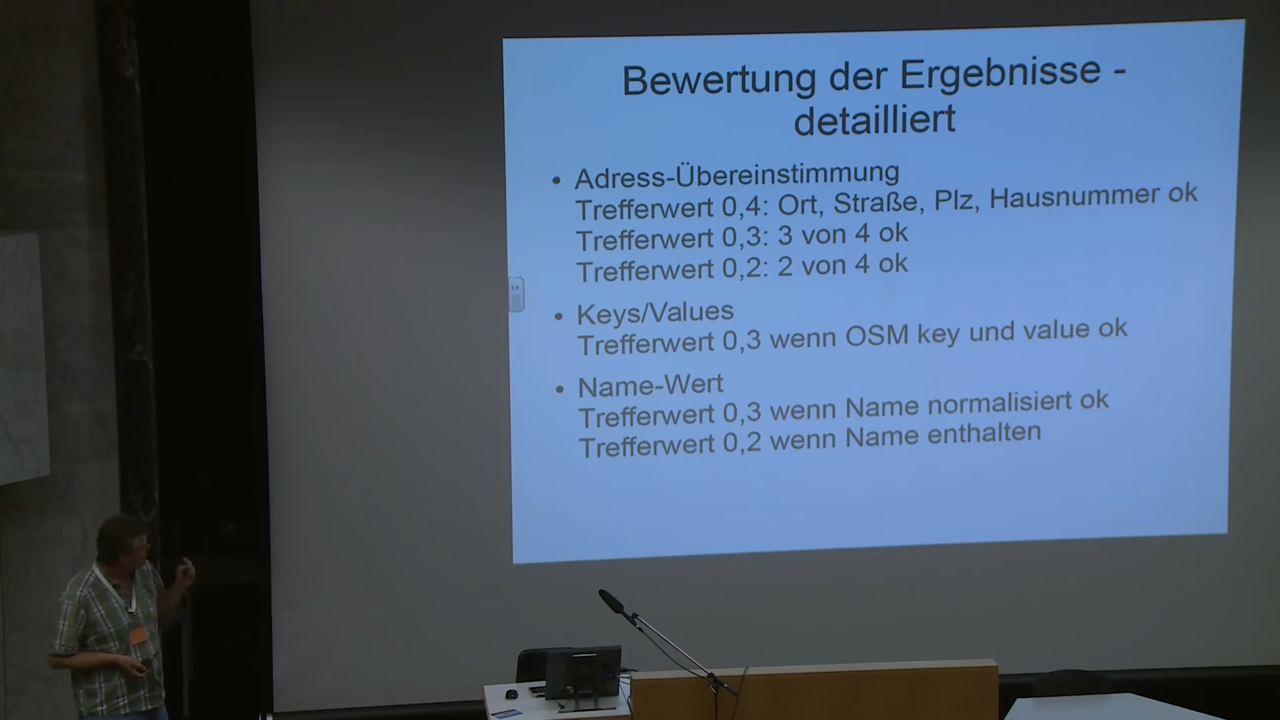 Bewertung der Ergebnisse -
detailliert
• Adress-Übereinstimmung
Trefferwert 0,4: Ort, Straße, Plz, Hausnummer ok
Trefferwert 0,3: 3 von 4 ok
Trefferwert 0,2: 2 von 4 ok
• Keys/Values
Trefferwert 0,3 wenn OSM key und value ok
• Name-Wert
Trefferwert 0,3 wenn Name normalisiert ok
Trefferwert 0,2 wenn Name enthalten